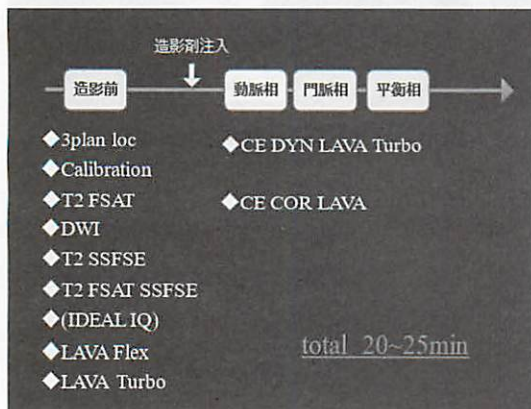 造影剤注入
造影前 動脈相 門脈相 平衡相
◆3plan loc
◆Calibration
◆T2 FSAT
◆DWI
◆T2 SSFSE
◆T2 FSAT SSFSE
◆(IDEAL IQ)
◆LAVA Flex
◆LAVA Turbo
◆CE DYN LAVA Turbo
◆CE COR LAVA
total 20~25min